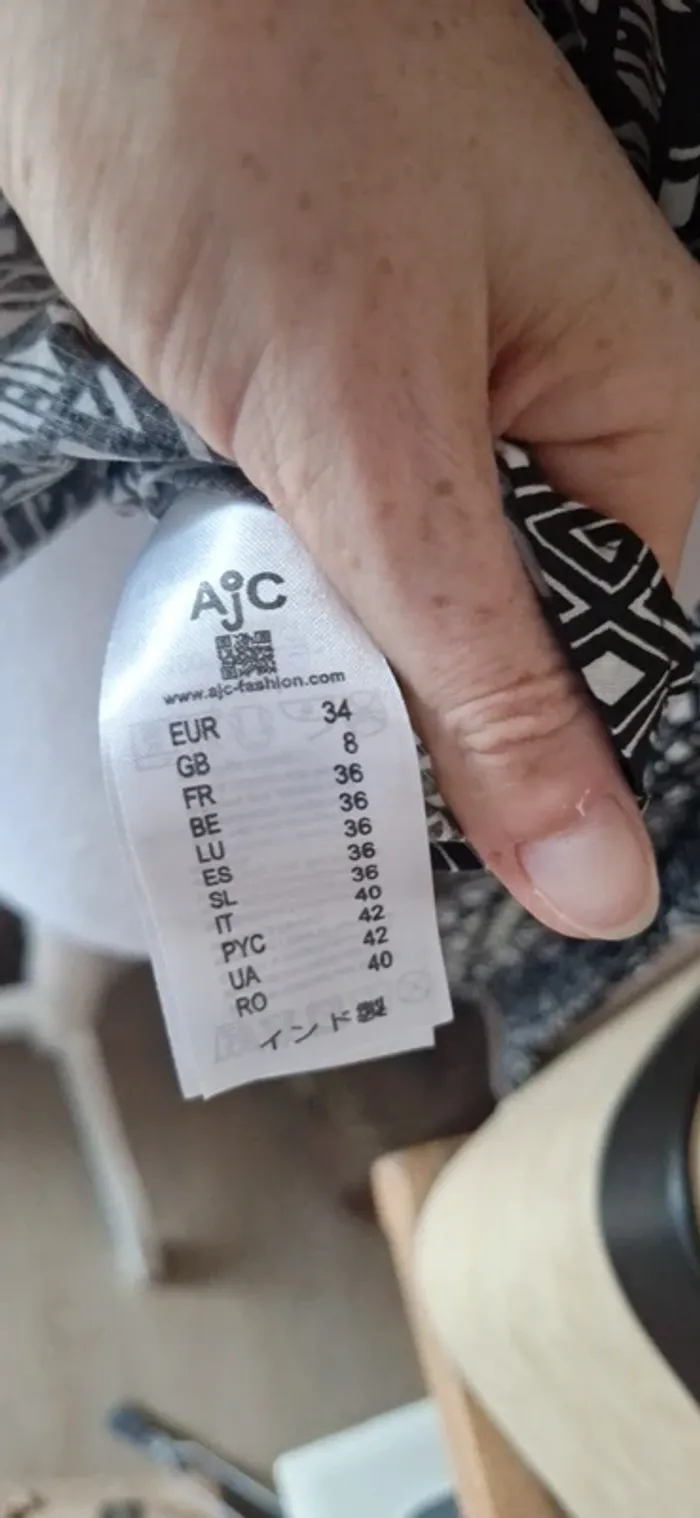 AjC
www.ajc-fashion.com
EUR 34
GB 8
FR 36
BE 36
LU 36
ES 36
SL 36
IT 40
PYC 42
UA 42
RO 40
インド製